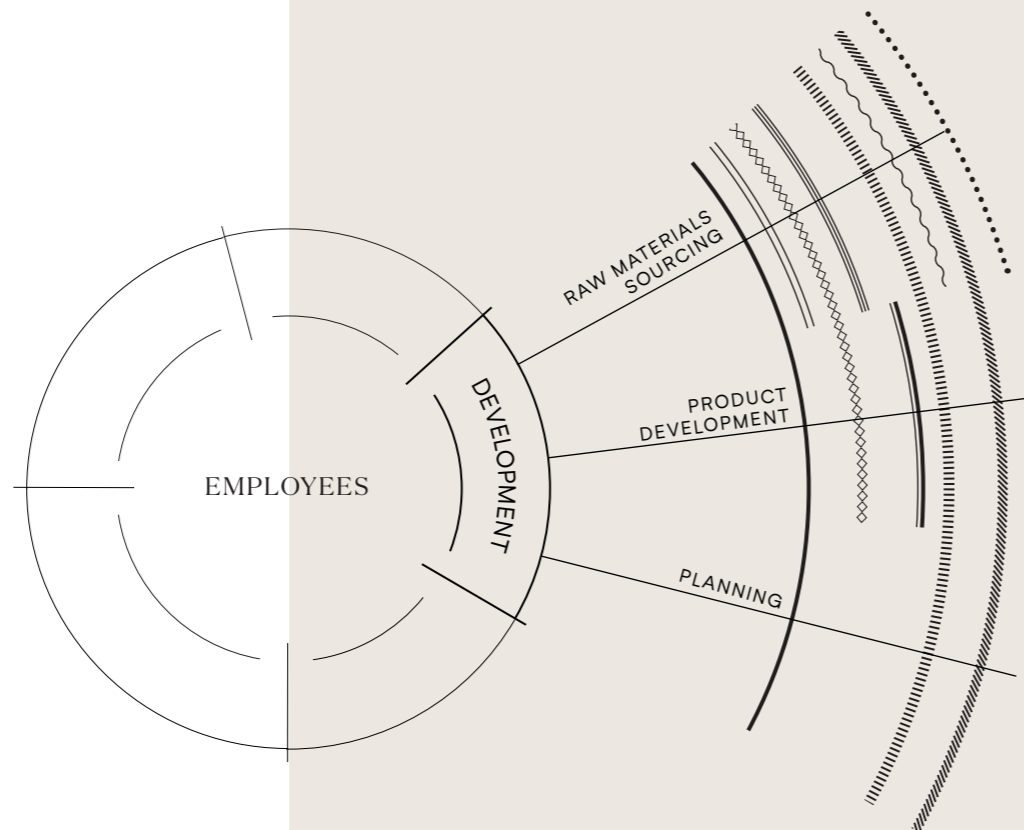 RAW MATERIALS
SOURCING
PRODUCT
DEVELOPMENT
DEVELOPMENT
EMPLOYEES
PLANNING